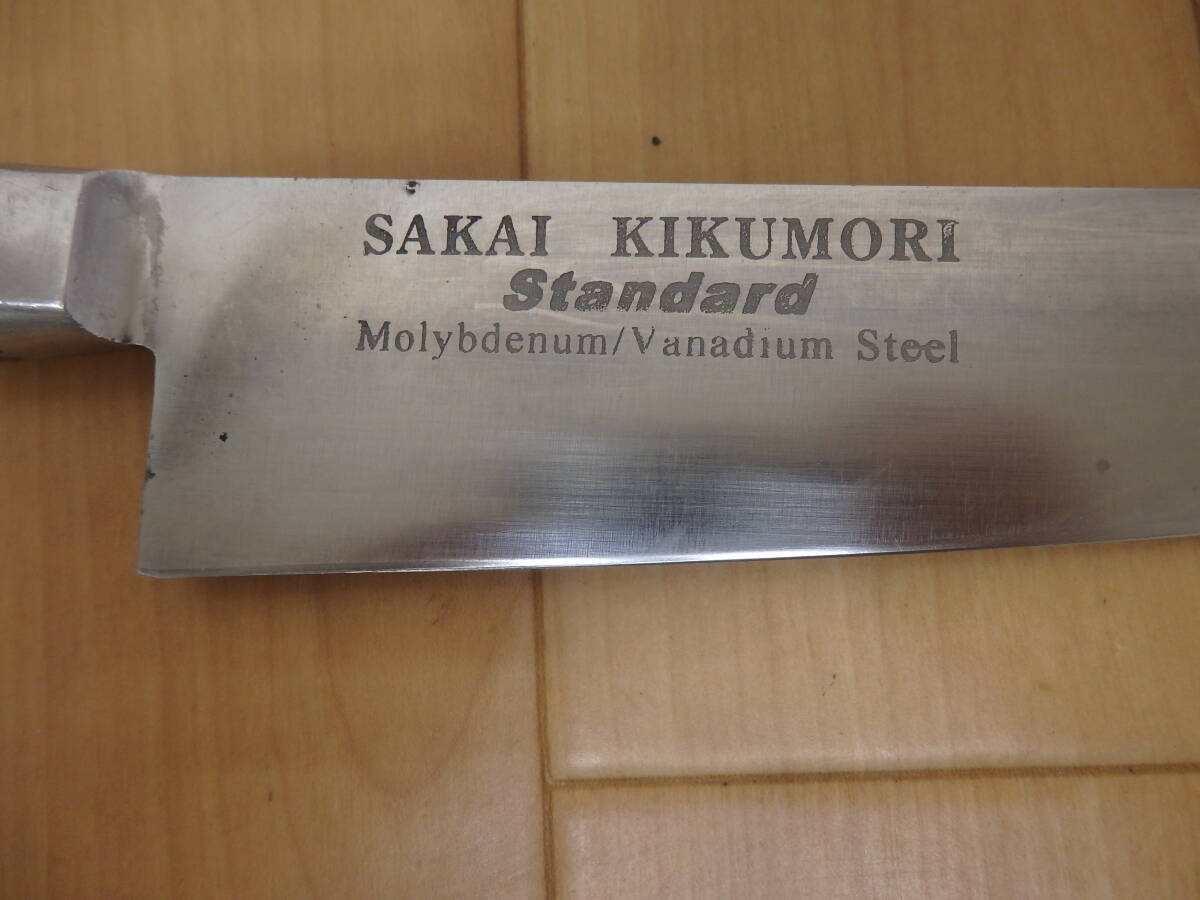 SAKAI KIKUMORI
Standard
Molybdenum/Vanadium Steel